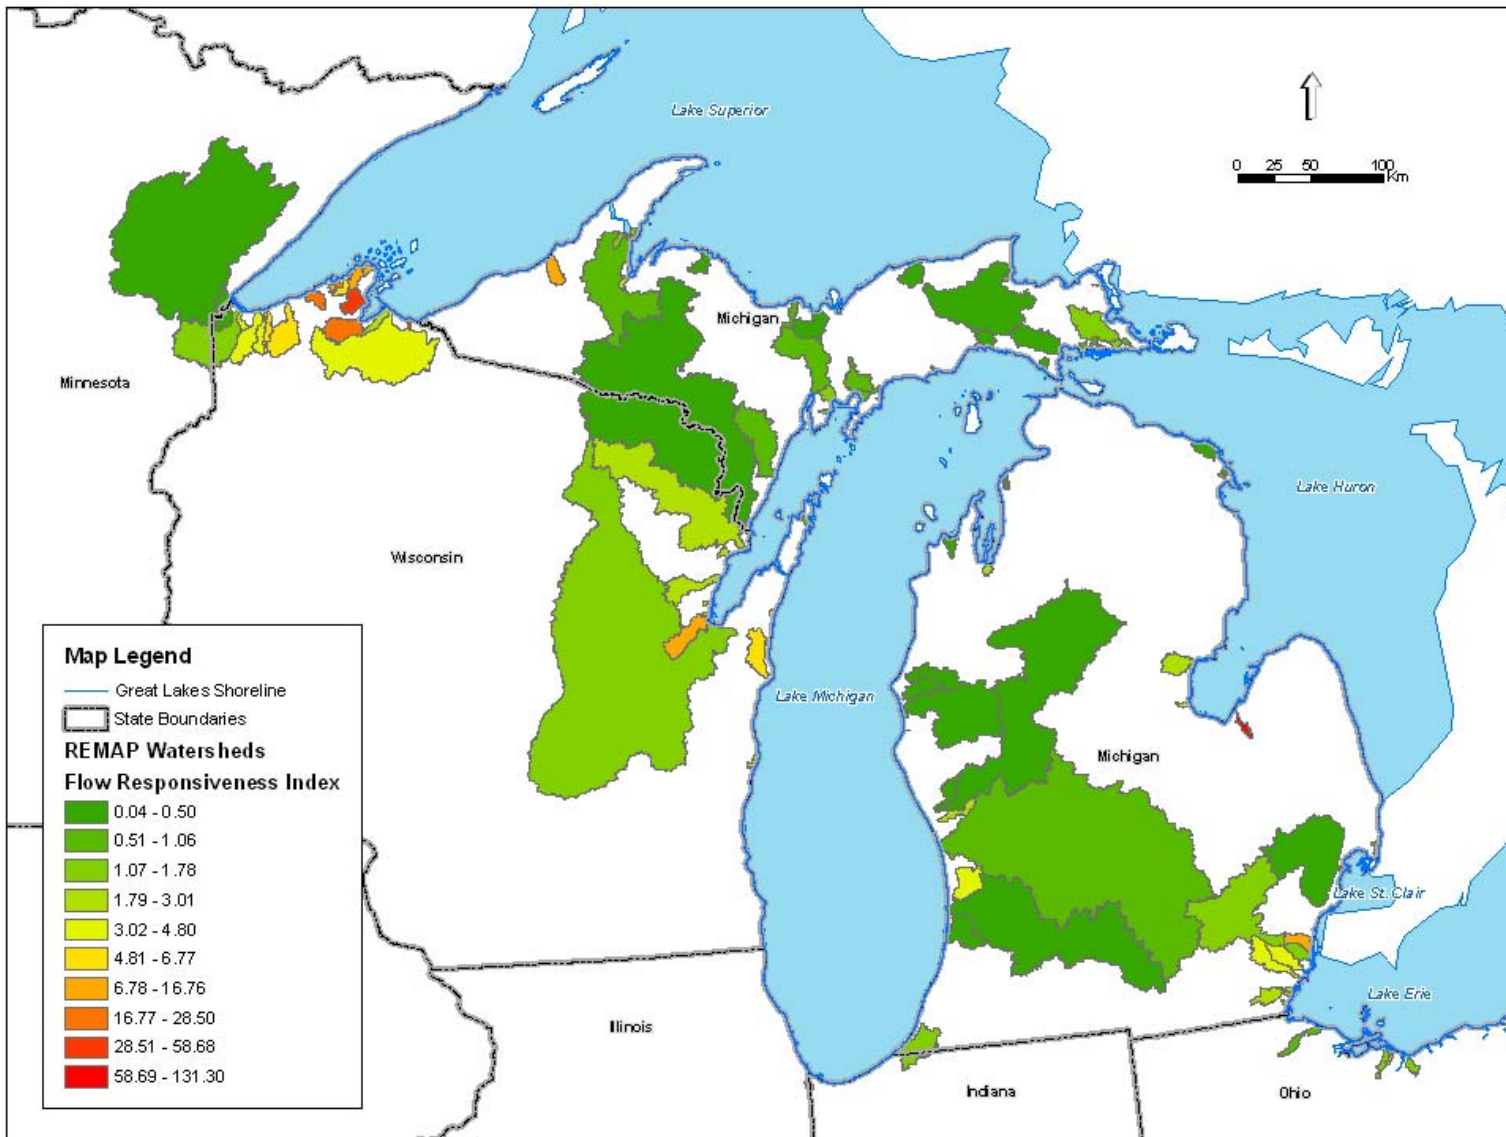 Lake Superior
0 25 50 100
Km
Michigan
Minnesota
Lake Huron
Wisconsin
Lake Michigan
Michigan
Lake St. Clair
Lake Erie
Illinois
Indiana
Ohio
Map Legend
Great Lakes Shoreline
State Boundaries
REMAP Watersheds
Flow Responsiveness Index
0.04 - 0.50
0.51 - 1.06
1.07 - 1.78
1.79 - 3.01
3.02 - 4.80
4.81 - 6.77
6.78 - 16.76
16.77 - 28.50
28.51 - 58.68
58.69 - 131.30